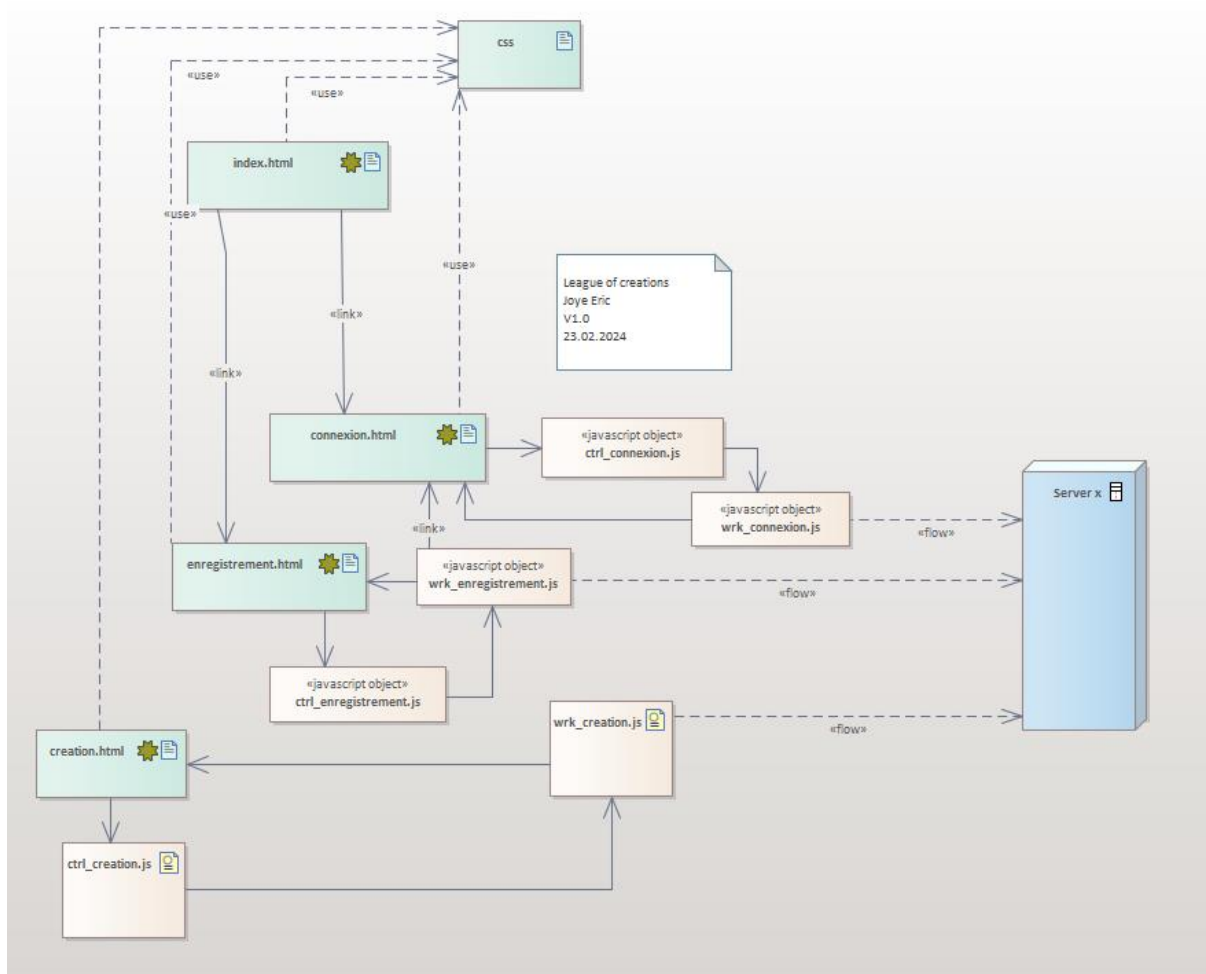 css
«use»
«use»
index.html
«use»
«use»
League of creations
Joye Eric
V1.0
23.02.2024
«link»
«link»
connexion.html
«javascript object»
ctrl_connexion.js
Server x
«javascript object»
wrk_connexion.js
«link»
«flow»
enregistrement.html
«javascript object»
wrk_enregistrement.js
«flow»
«javascript object»
ctrl_enregistrement.js
wrk_creation.js
«flow»
creation.html
ctrl_creation.js